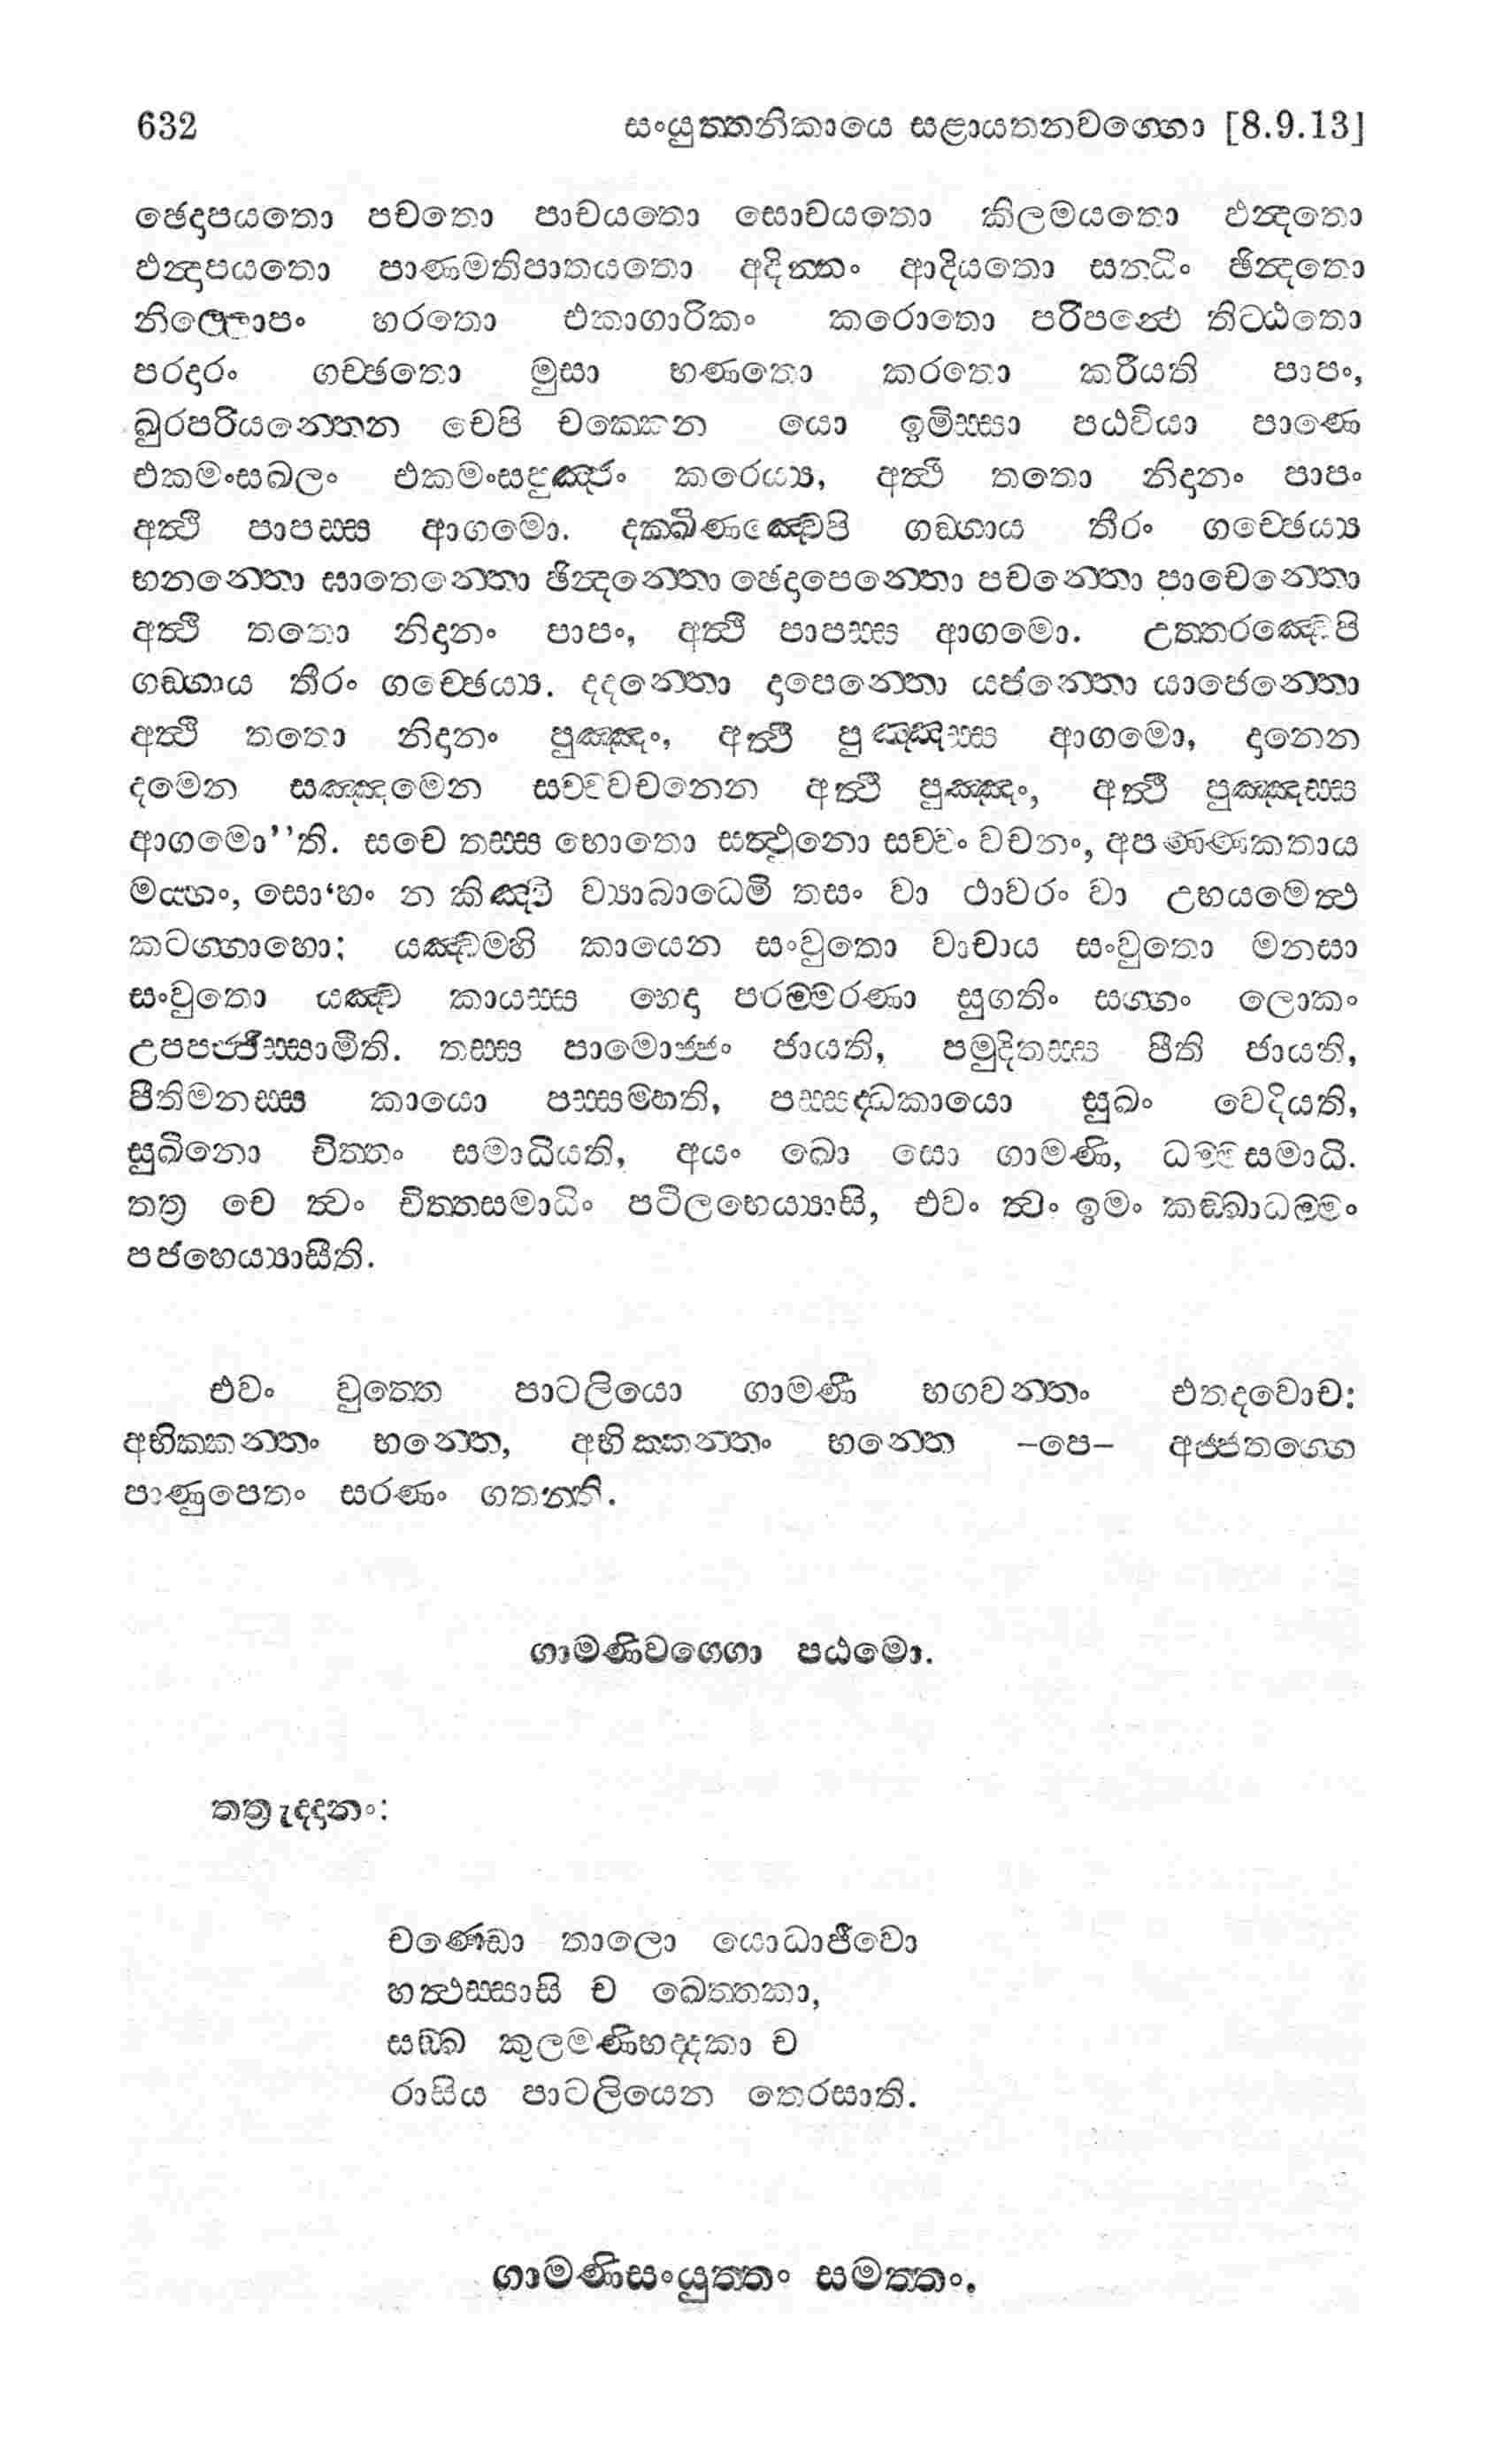 632 සංයුත්තනිකායෙ සළායතනවග්ගො [8.9.13]
ඡෙදාපයතො පචතො පාචයතො සොචයතො කිලමයතො ඵන්දතො
ඵන්දාපයතො පාණමතිපාතයතො අදින්නං ආදියතො සන්ධිං ඡින්දතො
නිල්ලොපං හරතො එකාගාරිකං කරොතො පරිපන්ථෙ තිට්ඨතො
පරදාරං ගච්ඡතො මුසා භණතො කරතො කරීයති පාපං,
ඛුරපරියන්තෙන චෙපි චක්කෙන යො ඉමිස්සා පඨවියා පාණෙ
එකමංසඛලං එකමංසපුඤ්ජං කරෙය්‍ය, අත්ථි තතො නිදානං පාපං
අත්ථි පාපස්ස ආගමො. දක්ඛිණඤ්චෙපි ගඞ්ගාය තීරං ගච්ඡෙය්‍ය
හනන්තො ඝාතෙන්තො ඡින්දන්තො ඡෙදාපෙන්තො පචන්තො පාචෙන්තො
අත්ථි තතො නිදානං පාපං, අත්ථි පාපස්ස ආගමො. උත්තරඤ්චෙපි
ගඞ්ගාය තීරං ගච්ඡෙය්‍ය. දදන්තො දාපෙන්තො යජන්තො යාජෙන්තො
අත්ථි තතො නිදානං පුඤ්ඤං, අත්ථි පුඤ්ඤස්ස ආගමො, දානෙන
දමෙන සඤ්ඤමෙන සච්චවචනෙන අත්ථි පුඤ්ඤං, අත්ථි පුඤ්ඤස්ස
ආගමො’’ති. සචෙ තස්ස භොතො සත්ථුනො සච්චං වචනං, අපණ්ණකතාය
මය්හං, සො‘හං න කිඤ්චි ව්‍යාබාධෙමි තසං වා ථාවරං වා උභයමෙත්ථ
කටග්ගාහො; යඤ්චම්හි කායෙන සංවුතො වාචාය සංවුතො මනසා
සංවුතො යඤ්ච කායස්ස භෙදා පරම්මරණා සුගතිං සග්ගං ලොකං
උපපජ්ජිස්සාමීති. තස්ස පාමොජ්ජං ජායති, පමුදිතස්ස පීති ජායති,
පීතිමනස්ස කායො පස්සම්හති, පස්සද්ධකායො සුඛං වෙදියති,
සුඛිනො චිත්තං සමාධියති, අයං ඛො සො ගාමණි, ධම්මසමාධි.
තත්‍ර චෙ ත්වං චිත්තසමාධිං පටිලභෙය්‍යාසි, එවං ත්වං ඉමං කඞ්ඛාධම්මං
පජහෙය්‍යාසීති.
එවං වුත්තෙ පාටලියො ගාමණී භගවන්තං එතදවොච:
අභික්කන්තං භන්තෙ, අභික්කන්තං භන්තෙ –පෙ– අජ්ජතග්ගෙ
පාණුපෙතං සරණං ගතන්ති.
ගාමණිවග්ගො පඨමො.
තත්‍රුද්දානං:
චණ්ඩො තාලො යොධාජීවො
හත්ථස්සාසි ච ඛෙත්තකා,
සඞ්ඛ කුලමණිභද්දකා ච
රාසිය පාටලියෙන තෙරසාති.
ගාමණිසංයුත්තං සමත්තං.